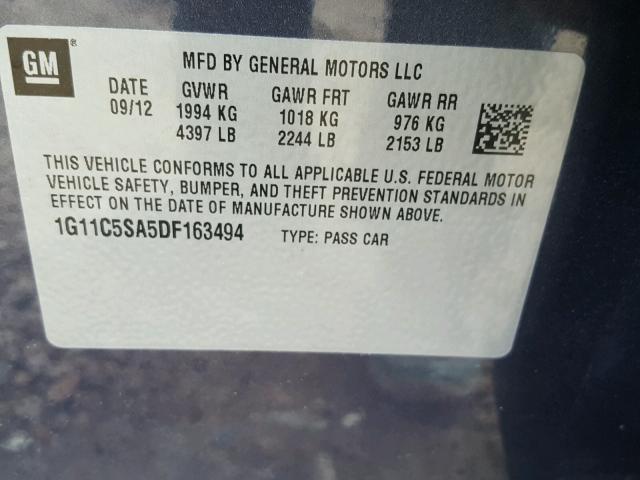 GM ®
MFD BY GENERAL MOTORS LLC
DATE GVWR GAWR FRT GAWR RR
09/12 1994 KG 1018 KG 976 KG
4397 LB 2244 LB 2153 LB
THIS VEHICLE CONFORMS TO ALL APPLICABLE U.S. FEDERAL MOTOR
VEHICLE SAFETY, BUMPER, AND THEFT PREVENTION STANDARDS IN
EFFECT ON THE DATE OF MANUFACTURE SHOWN ABOVE.
1G11C5SA5DF163494 TYPE: PASS CAR